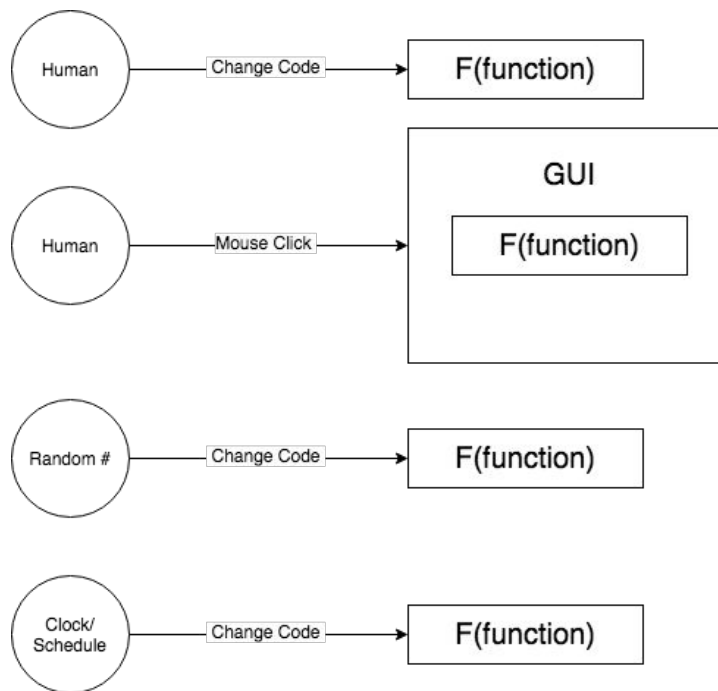 Human
Change Code
F(function)
GUI
Human
Mouse Click
F(function)
Random #
Change Code
F(function)
Clock/
Schedule
Change Code
F(function)